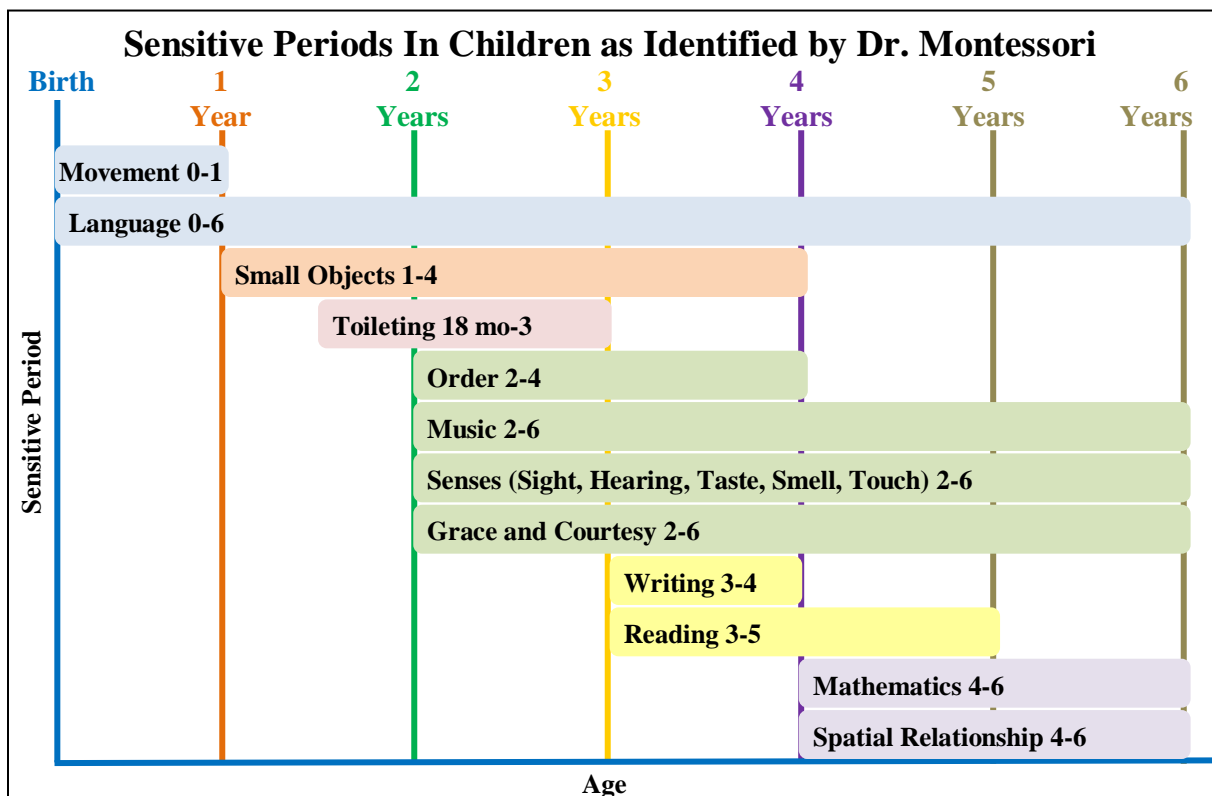 Sensitive Periods In Children as Identified by Dr. Montessori
Birth 1 2 3 4 5 6
Year Years Years Years Years Years
Movement 0-1
Language 0-6
Small Objects 1-4
Toileting 18 mo-3
Order 2-4
Music 2-6
Senses (Sight, Hearing, Taste, Smell, Touch) 2-6
Grace and Courtesy 2-6
Writing 3-4
Reading 3-5
Mathematics 4-6
Spatial Relationship 4-6
Sensitive Period
Age